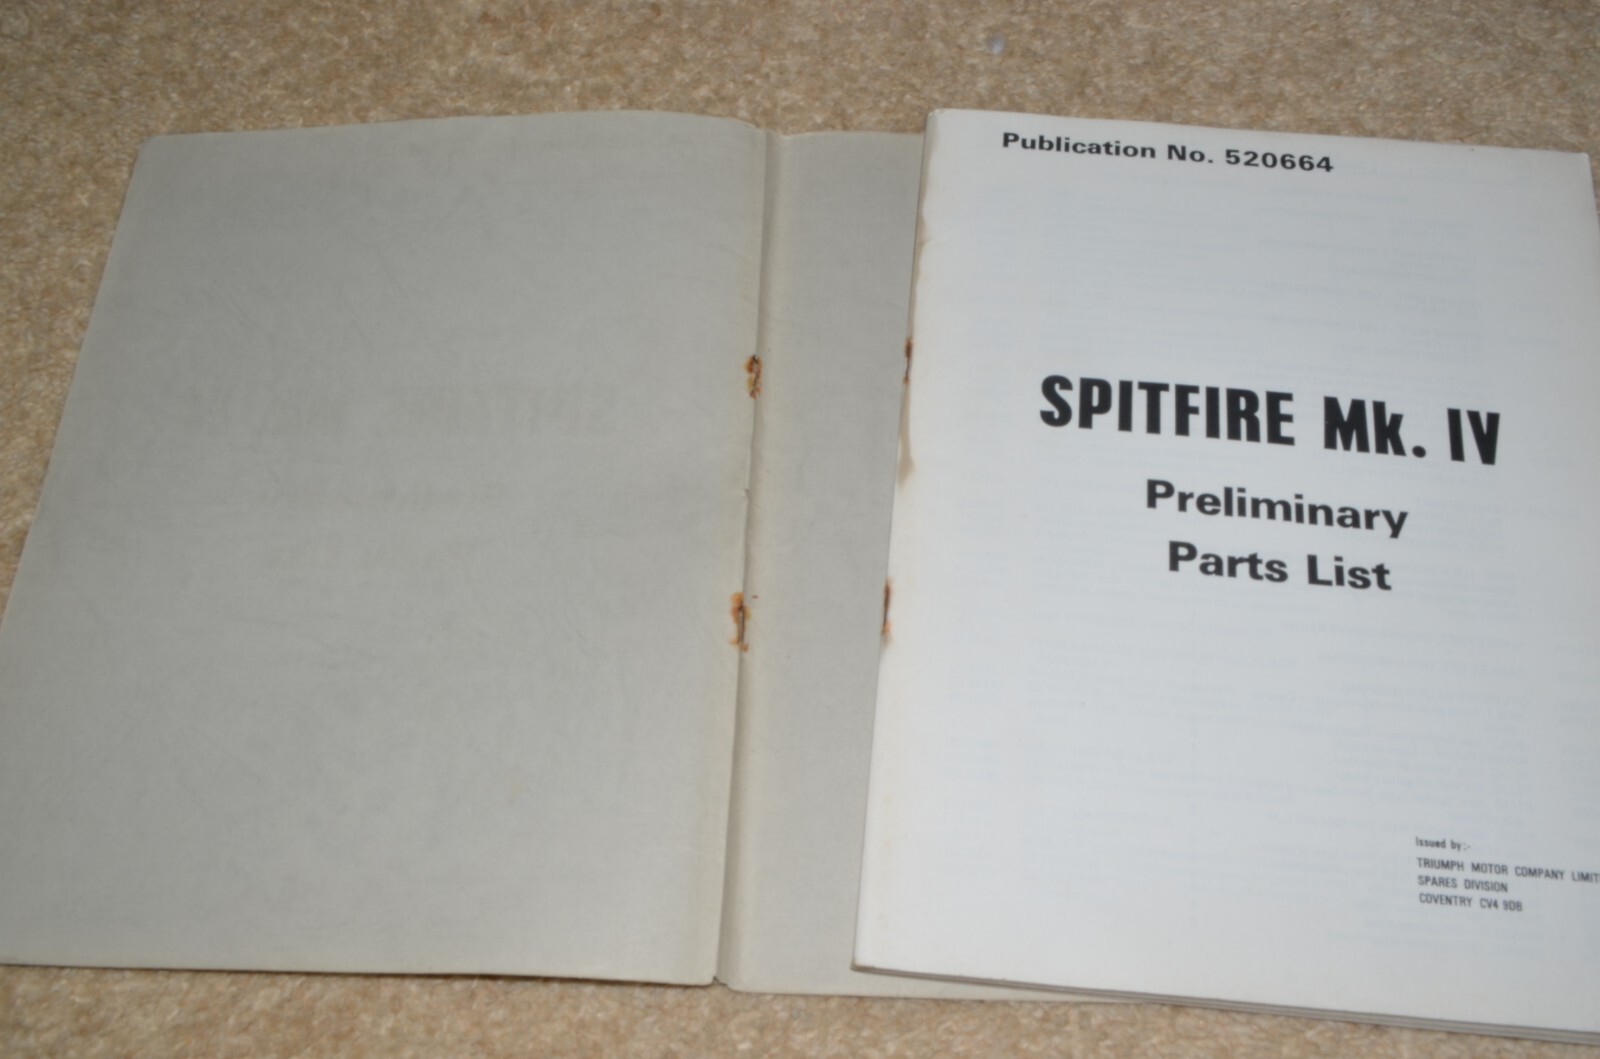 Publication No. 520664
SPITFIRE Mk. IV
Preliminary
Parts List
Issued by:-
TRIUMPH MOTOR COMPANY LIMIT
SPARES DIVISION
COVENTRY CV4 9DB